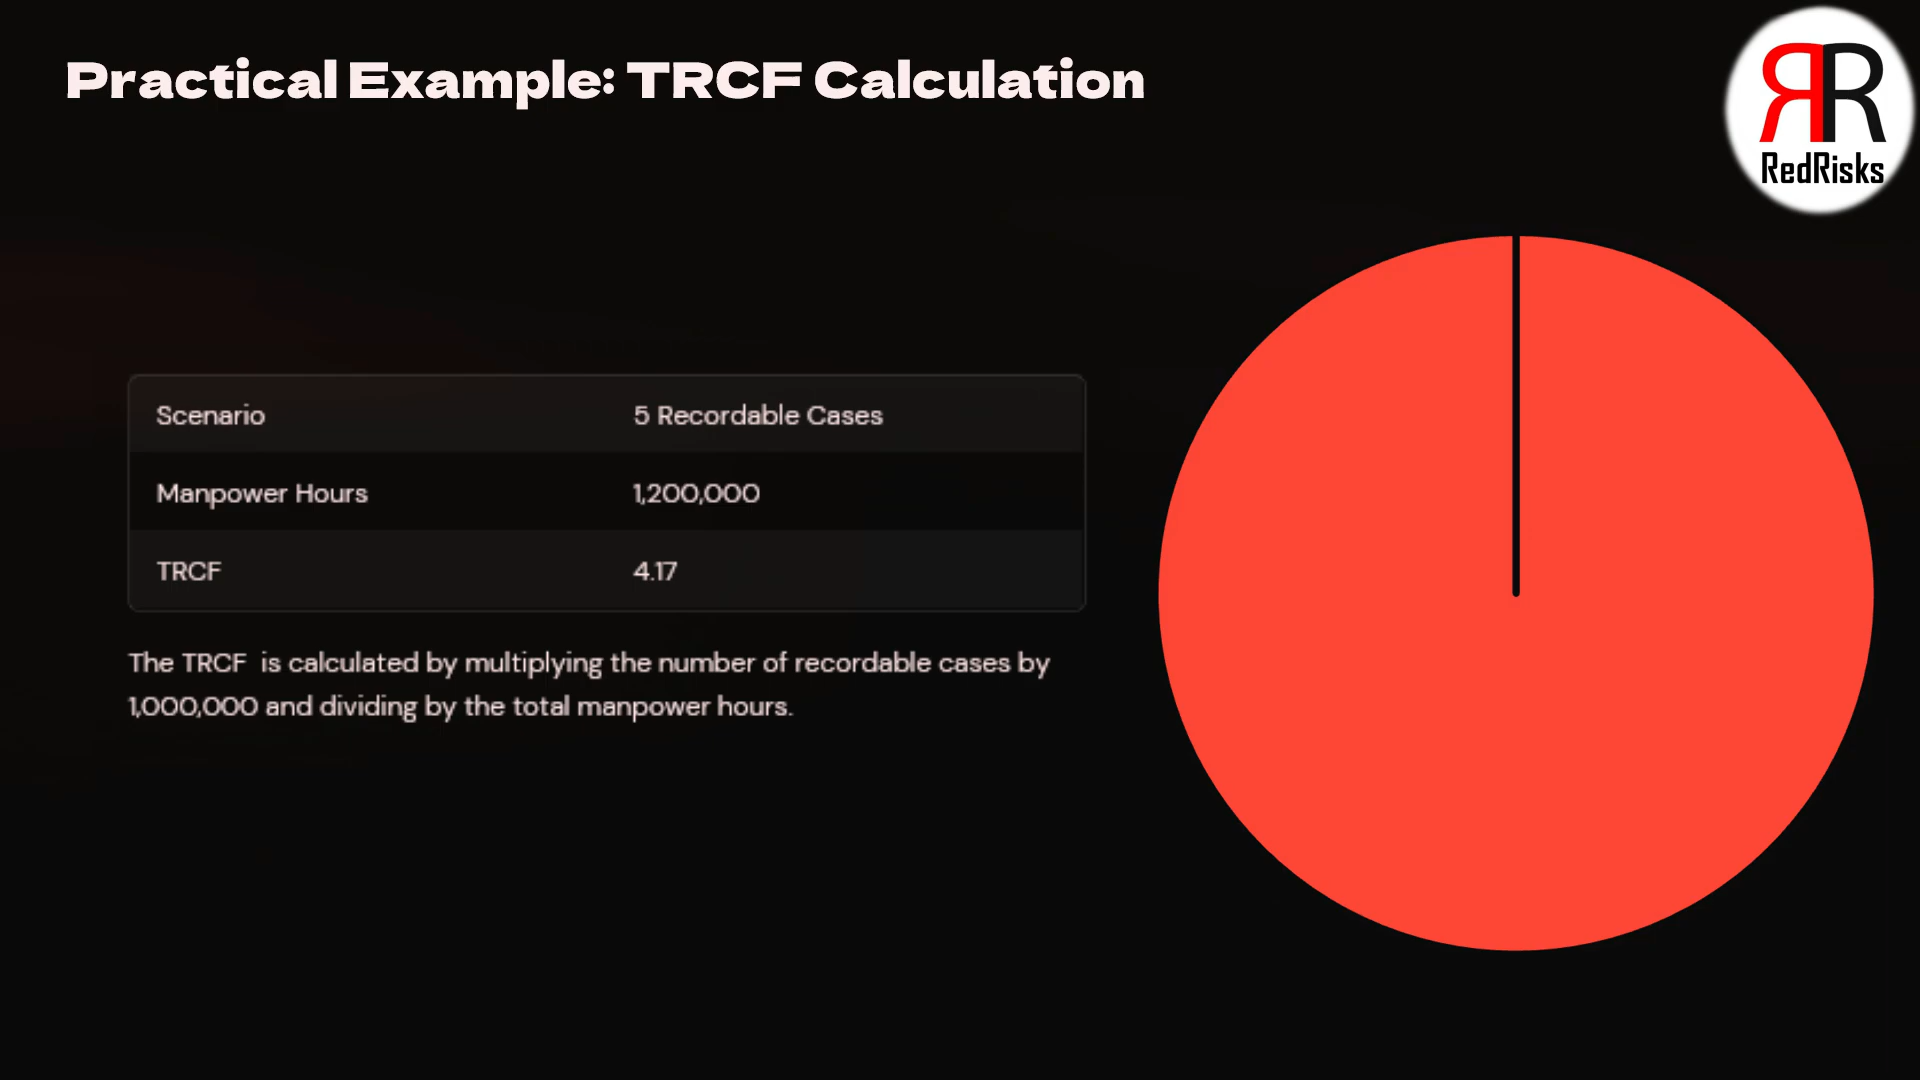 Practical Example: TRCF Calculation
RR
RedRisks
Scenario 5 Recordable Cases
Manpower Hours 1,200,000
TRCF 4.17
The TRCF is calculated by multiplying the number of recordable cases by
1,000,000 and dividing by the total manpower hours.